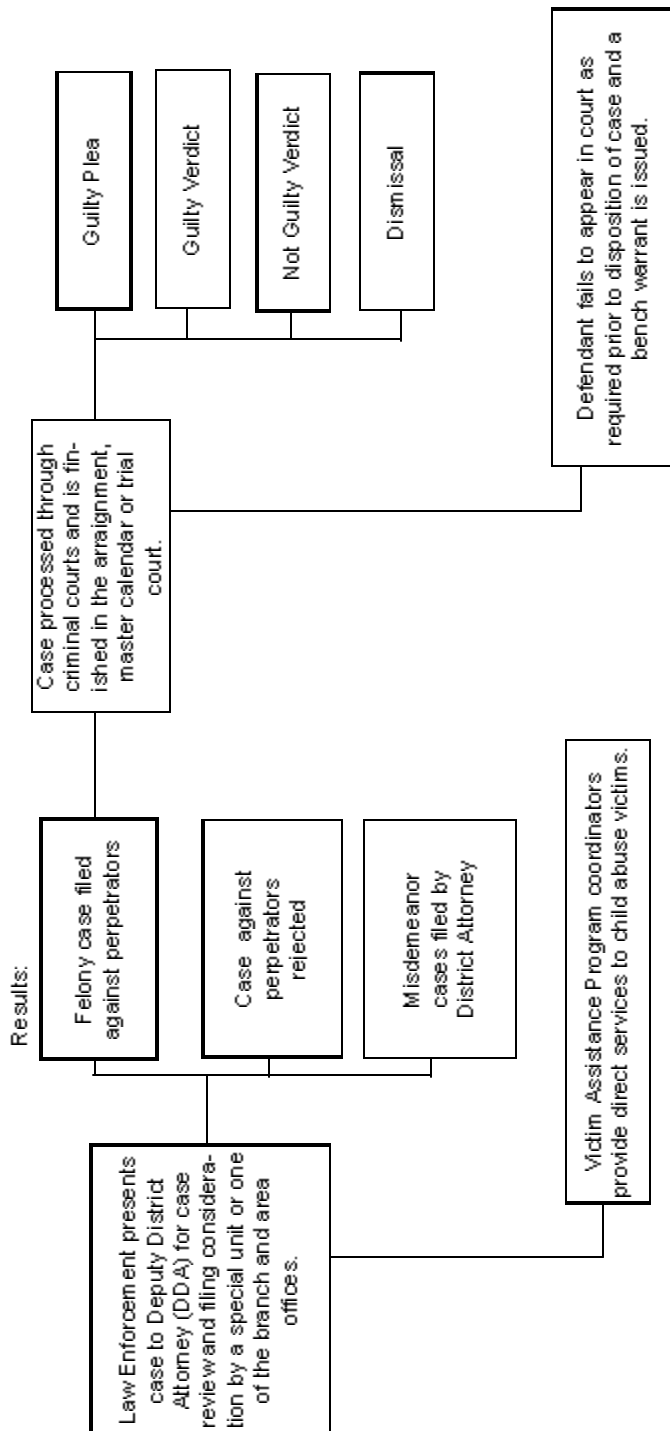 Law Enforcement presents
case to Deputy District
Attorney (DDA) for case
review and filing considera-
tion by a special unit or one
of the branch and area
offices.
Results:
Felony case filed
against perpetrators
Case against
perpetrators
rejected
Misdemeanor
cases filed by
District Attorney
Victim Assistance Program coordinators
provide direct services to child abuse victims.
Case processed through
criminal courts and is fin-
ished in the arraignment,
master calendar or trial
court.
Guilty Plea
Guilty Verdict
Not Guilty Verdict
Dismissal
Defendant fails to appear in court as
required prior to disposition of case and a
bench warrant is issued.